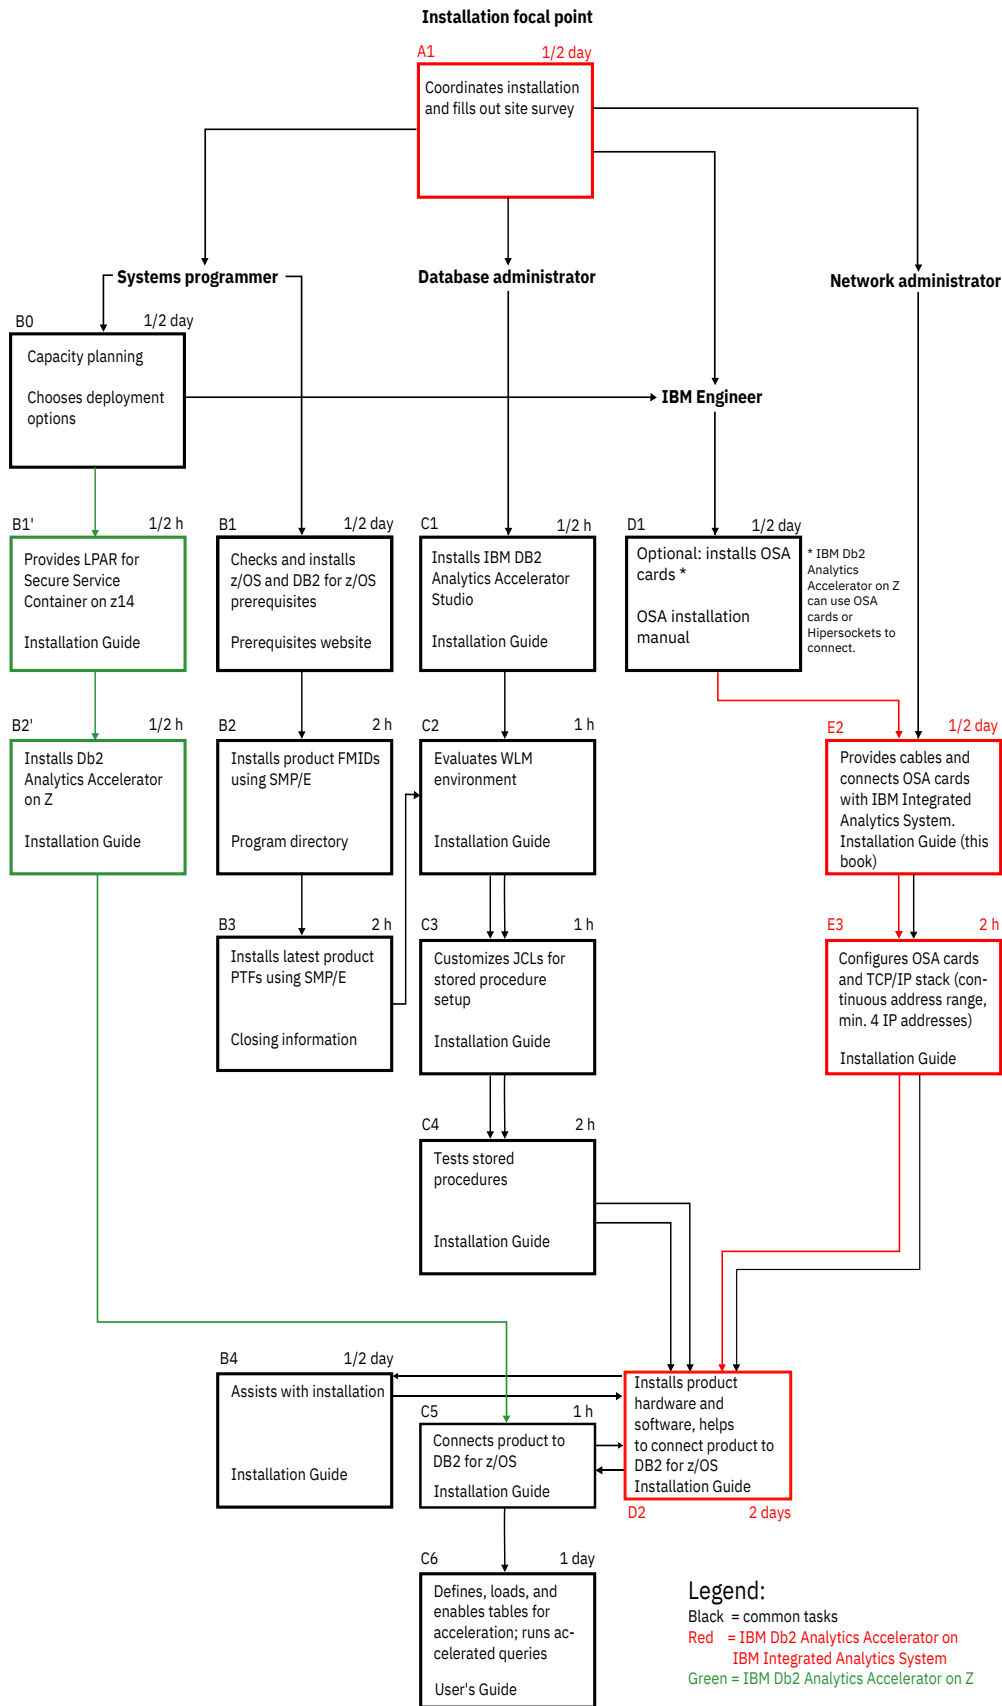 Installation focal point
A1 1/2 day
Coordinates installation
and fills out site survey
Systems programmer
Database administrator
Network administrator
B0 1/2 day
Capacity planning
Chooses deployment
options
IBM Engineer
B1' 1/2 h
Provides LPAR for
Secure Service
Container on z14
Installation Guide
B1 1/2 day
Checks and installs
z/OS and DB2 for z/OS
prerequisites
Prerequisites website
C1 1/2 h
Installs IBM DB2
Analytics Accelerator
Studio
Installation Guide
D1 1/2 day
Optional: installs OSA
cards *
OSA installation
manual
* IBM Db2
Analytics
Accelerator on Z
can use OSA
cards or
Hipersockets to
connect.
B2' 1/2 h
Installs Db2
Analytics Accelerator
on Z
Installation Guide
B2 2 h
Installs product FMIDs
using SMP/E
Program directory
C2 1 h
Evaluates WLM
environment
Installation Guide
E2 1/2 day
Provides cables and
connects OSA cards
with IBM Integrated
Analytics System.
Installation Guide (this
book)
B3 2 h
Installs latest product
PTFs using SMP/E
Closing information
C3 1 h
Customizes JCLs for
stored procedure
setup
Installation Guide
E3 2 h
Configures OSA cards
and TCP/IP stack (con-
tinuous address range,
min. 4 IP addresses)
Installation Guide
C4 2 h
Tests stored
procedures
Installation Guide
B4 1/2 day
Assists with installation
Installation Guide
C5 1 h
Connects product to
DB2 for z/OS
Installation Guide
Installs product
hardware and
software, helps
to connect product to
DB2 for z/OS
Installation Guide
D2 2 days
C6 1 day
Defines, loads, and
enables tables for
acceleration; runs ac-
celerated queries
User's Guide
Legend:
Black = common tasks
Red = IBM Db2 Analytics Accelerator on
IBM Integrated Analytics System
Green = IBM Db2 Analytics Accelerator on Z